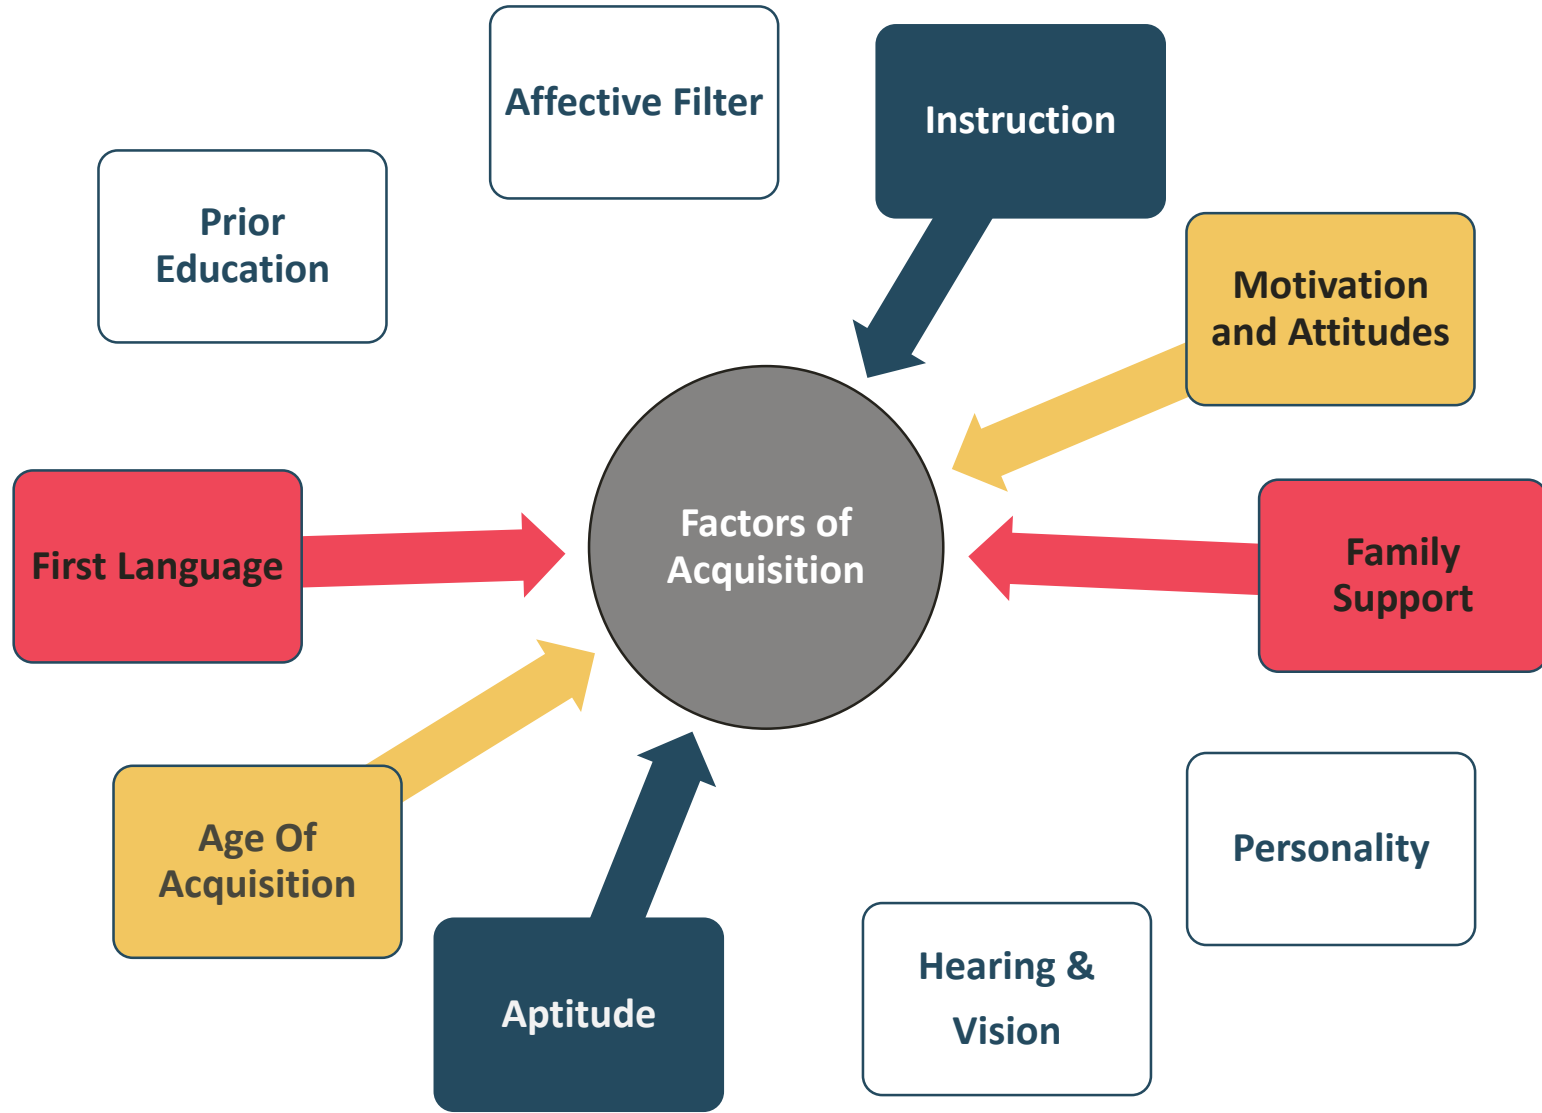 Affective Filter
Instruction
Prior
Education
Motivation
and Attitudes
First Language
Factors of
Acquisition
Family
Support
Age Of
Acquisition
Personality
Aptitude
Hearing &
Vision